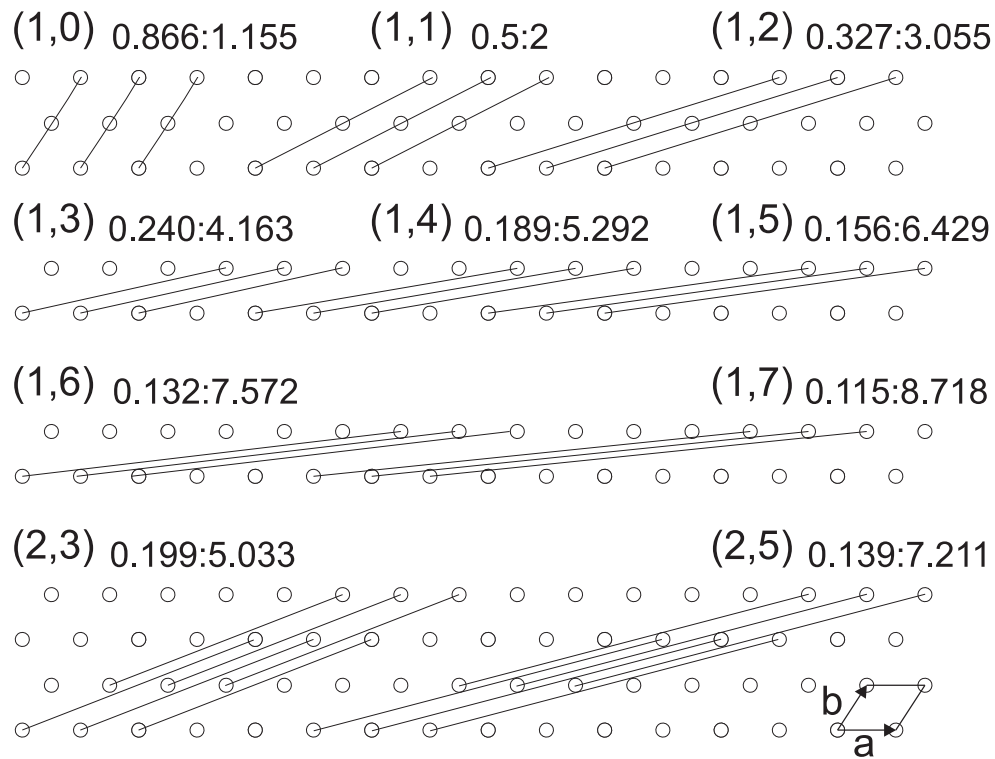 (1,0) 0.866:1.155 (1,1) 0.5:2 (1,2) 0.327:3.055
(1,3) 0.240:4.163 (1,4) 0.189:5.292 (1,5) 0.156:6.429
(1,6) 0.132:7.572 (1,7) 0.115:8.718
(2,3) 0.199:5.033 (2,5) 0.139:7.211
b
a